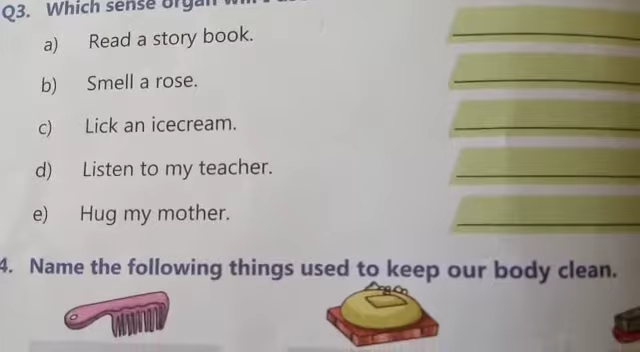 Q3. Which sense organ
a) Read a story book.
b) Smell a rose.
c) Lick an icecream.
d) Listen to my teacher.
e) Hug my mother.
4. Name the following things used to keep our body clean.